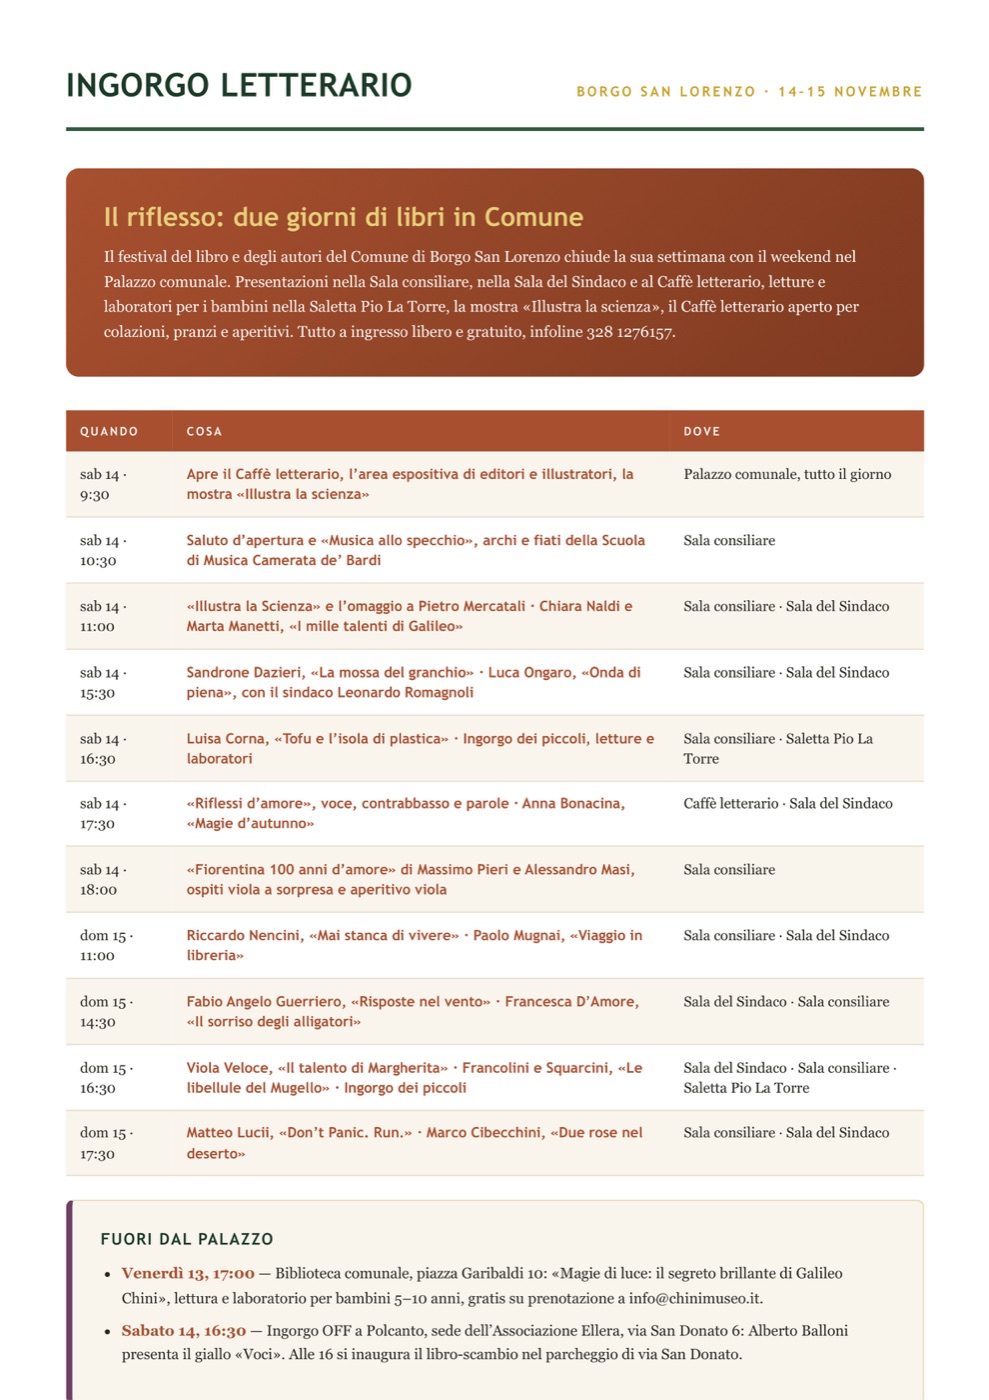 INGORGO LETTERARIO
BORGO SAN LORENZO · 14-15 NOVEMBRE
Il riflesso: due giorni di libri in Comune
Il festival del libro e degli autori del Comune di Borgo San Lorenzo chiude la sua settimana con il weekend nel
Palazzo comunale. Presentazioni nella Sala consiliare, nella Sala del Sindaco e al Caffè letterario, letture e
laboratori per i bambini nella Saletta Pio La Torre, la mostra «Illustra la scienza», il Caffè letterario aperto per
colazioni, pranzi e aperitivi. Tutto a ingresso libero e gratuito, infoline 328 1276157.
QUANDO COSA DOVE
sab 14 · Apre il Caffè letterario, l’area espositiva di editori e illustratori, la Palazzo comunale, tutto il giorno
9:30 mostra «Illustra la scienza»
sab 14 · Saluto d’apertura e «Musica allo specchio», archi e fiati della Scuola Sala consiliare
10:30 di Musica Camerata de’ Bardi
sab 14 · «Illustra la Scienza» e l’omaggio a Pietro Mercatali · Chiara Naldi e Sala consiliare · Sala del Sindaco
11:00 Marta Manetti, «I mille talenti di Galileo»
sab 14 · Sandrone Dazieri, «La mossa del granchio» · Luca Ongaro, «Onda di Sala consiliare · Sala del Sindaco
15:30 piena», con il sindaco Leonardo Romagnoli
sab 14 · Luisa Corna, «Tofu e l’isola di plastica» · Ingorgo dei piccoli, letture e Sala consiliare · Saletta Pio La
16:30 laboratori Torre
sab 14 · «Riflessi d’amore», voce, contrabbasso e parole · Anna Bonacina, Caffè letterario · Sala del Sindaco
17:30 «Magie d’autunno»
sab 14 · «Fiorentina 100 anni d’amore» di Massimo Pieri e Alessandro Masi, Sala consiliare
18:00 ospiti viola a sorpresa e aperitivo viola
dom 15 · Riccardo Nencini, «Mai stanca di vivere» · Paolo Mugnai, «Viaggio in Sala consiliare · Sala del Sindaco
11:00 libreria»
dom 15 · Fabio Angelo Guerriero, «Risposte nel vento» · Francesca D’Amore, Sala del Sindaco · Sala consiliare
14:30 «Il sorriso degli alligatori»
dom 15 · Viola Veloce, «Il talento di Margherita» · Francolini e Squarcini, «Le Sala del Sindaco · Sala consiliare ·
16:30 libellule del Mugello» · Ingorgo dei piccoli Saletta Pio La Torre
dom 15 · Matteo Lucii, «Don’t Panic. Run.» · Marco Cibecchini, «Due rose nel Sala consiliare · Sala del Sindaco
17:30 deserto»
FUORI DAL PALAZZO
• Venerdì 13, 17:00 — Biblioteca comunale, piazza Garibaldi 10: «Magie di luce: il segreto brillante di Galileo
Chini», lettura e laboratorio per bambini 5–10 anni, gratis su prenotazione a info@chinimuseo.it.
• Sabato 14, 16:30 — Ingorgo OFF a Polcanto, sede dell’Associazione Ellera, via San Donato 6: Alberto Balloni
presenta il giallo «Voci». Alle 16 si inaugura il libro-scambio nel parcheggio di via San Donato.